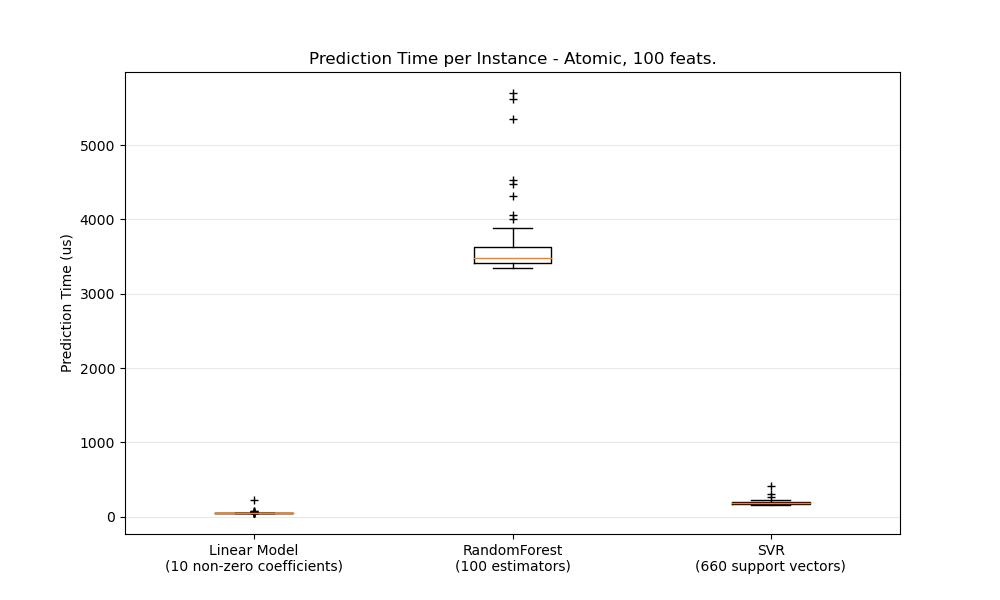 Prediction Time per Instance - Atomic, 100 feats.
Prediction Time (us)
5000
4000
3000
2000
1000
0
Linear Model
(10 non-zero coefficients)
RandomForest
(100 estimators)
SVR
(660 support vectors)